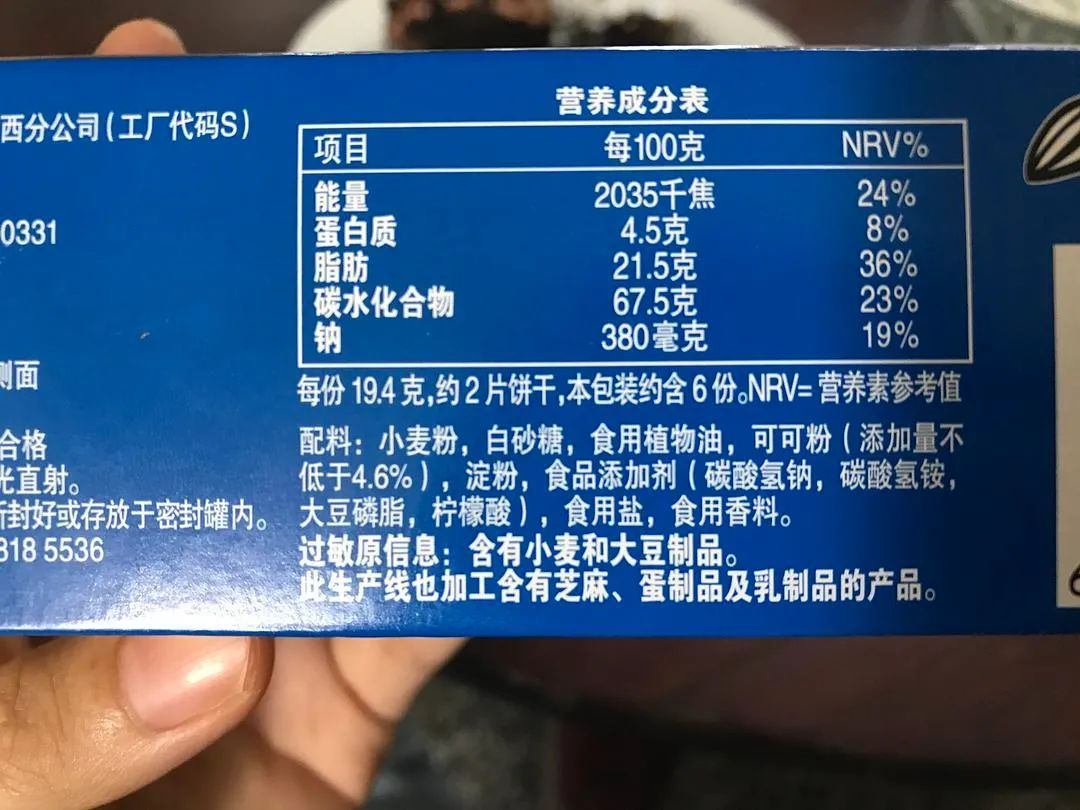 西分公司(工厂代码S)
0331
侧面
合格
光直射。
封好或存放于密封罐内。
818 5536
营养成分表
项目 每100克 NRV%
能量 2035千焦 24%
蛋白质 4.5克 8%
脂肪 21.5克 36%
碳水化合物 67.5克 23%
钠 380毫克 19%
每份 19.4 克,约 2 片饼干,本包装约含 6 份。NRV= 营养素参考值
配料：小麦粉，白砂糖，食用植物油，可可粉（添加量不
低于4.6%），淀粉，食品添加剂（碳酸氢钠，碳酸氢铵，
大豆磷脂，柠檬酸），食用盐，食用香料。
过敏原信息：含有小麦和大豆制品。
此生产线也加工含有芝麻、蛋制品及乳制品的产品。